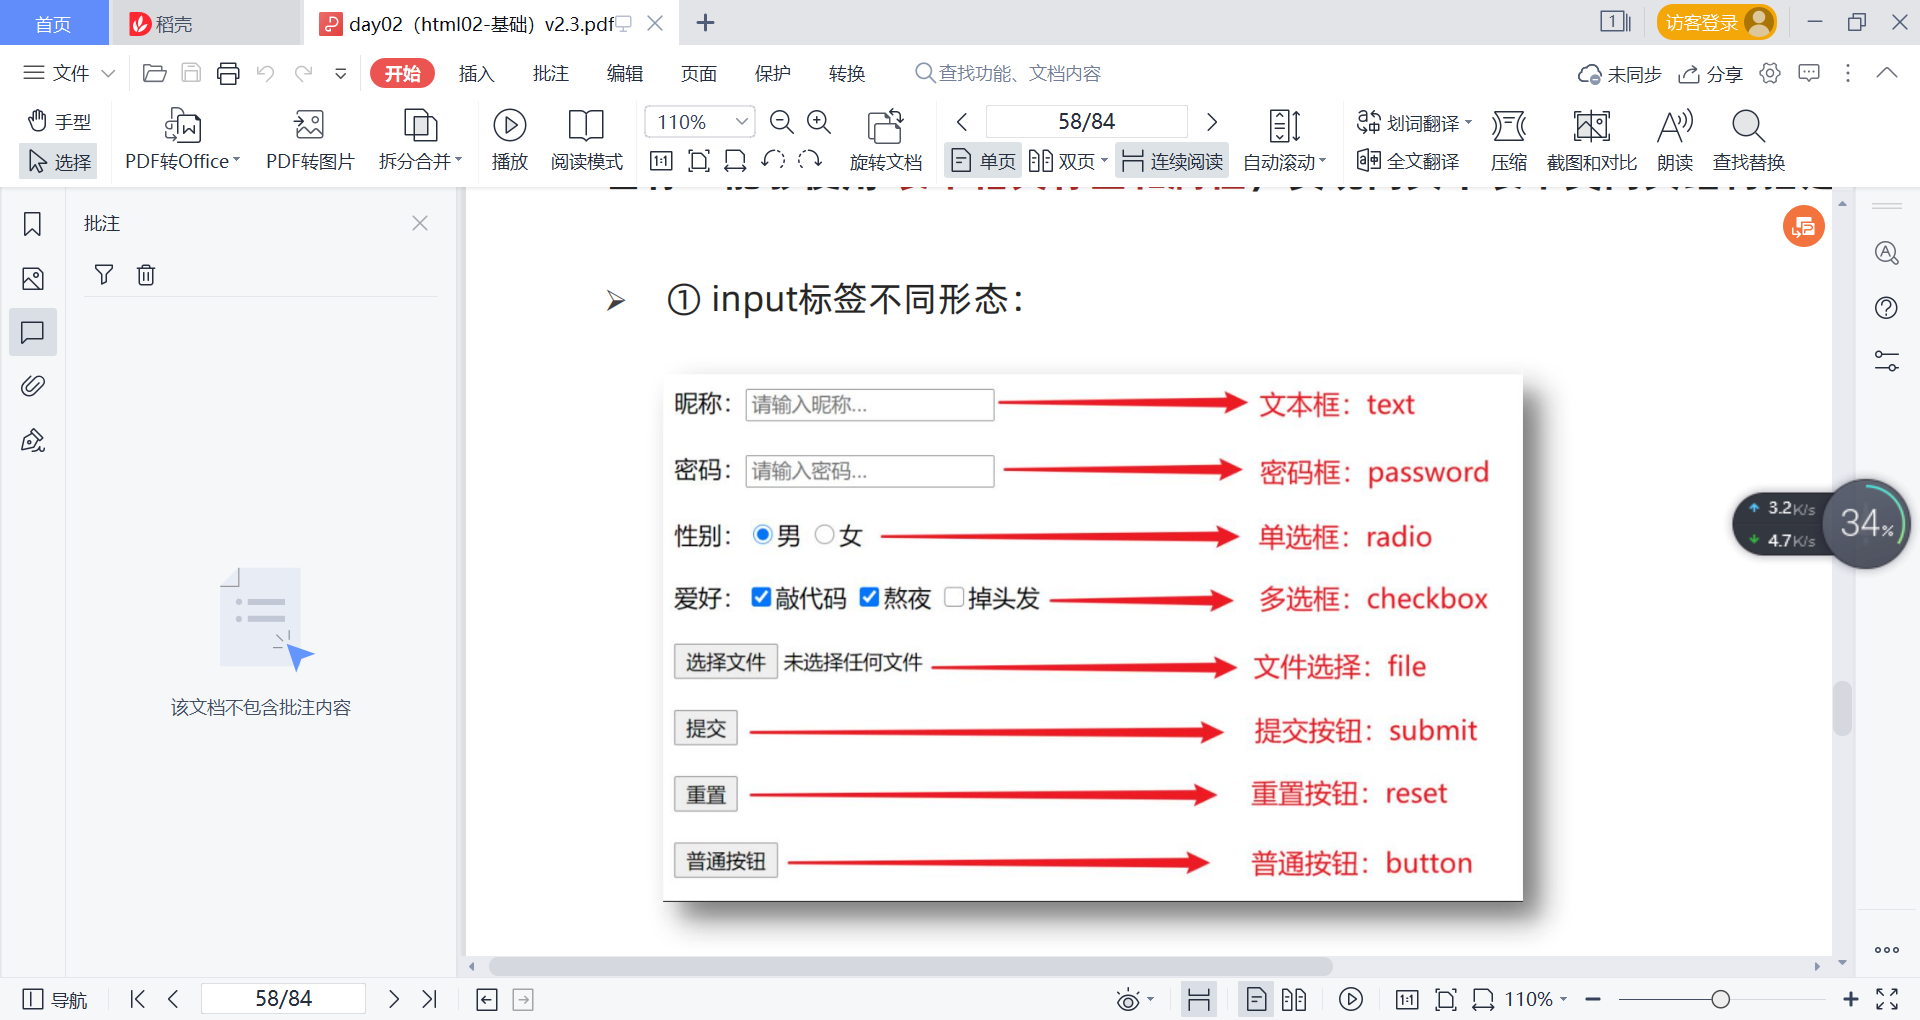 首页
稻壳
day02（html02-基础）v2.3.pdf
1
访客登录
文件
开始
插入
批注
编辑
页面
保护
转换
查找功能、文档内容
未同步
分享
手型
选择
PDF转Office
PDF转图片
拆分合并
播放
阅读模式
110%
1:1
旋转文档
58/84
单页
双页
连续阅读
自动滚动
划词翻译
全文翻译
压缩
截图和对比
朗读
查找替换
批注
该文档不包含批注内容
➢ ① input标签不同形态：
昵称： 请输入昵称... 文本框：text
密码： 请输入密码... 密码框：password
性别： 男 女 单选框：radio
爱好： 敲代码 熬夜 掉头发 多选框：checkbox
选择文件 未选择任何文件 文件选择：file
提交 提交按钮：submit
重置 重置按钮：reset
普通按钮 普通按钮：button
3.2K/s
4.7K/s
34%
导航
58/84
1:1
110%